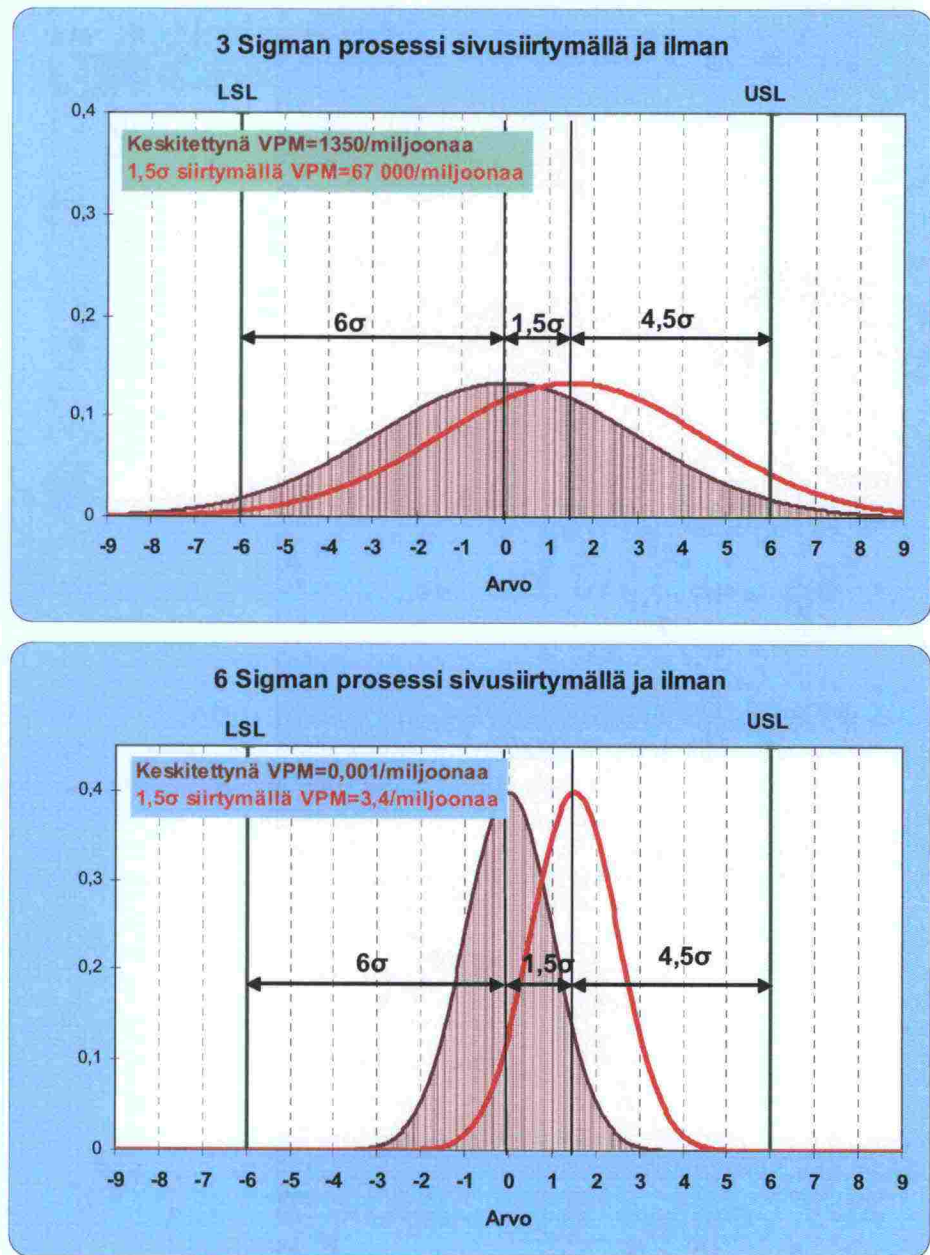 3 Sigman prosessi sivusiirtymällä ja ilman
LSL USL
0,4
Keskitettynä VPM=1350/miljoonaa
1,5σ siirtymällä VPM=67 000/miljoonaa
0,3
0,2
6σ 1,5σ 4,5σ
0,1
0
-9 -8 -7 -6 -5 -4 -3 -2 -1 0 1 2 3 4 5 6 7 8 9
Arvo
6 Sigman prosessi sivusiirtymällä ja ilman
LSL USL
Keskitettynä VPM=0,001/miljoonaa
0,4
1,5σ siirtymällä VPM=3,4/miljoonaa
0,3
0,2
6σ 1,5σ 4,5σ
0,1
0
-9 -8 -7 -6 -5 -4 -3 -2 -1 0 1 2 3 4 5 6 7 8 9
Arvo